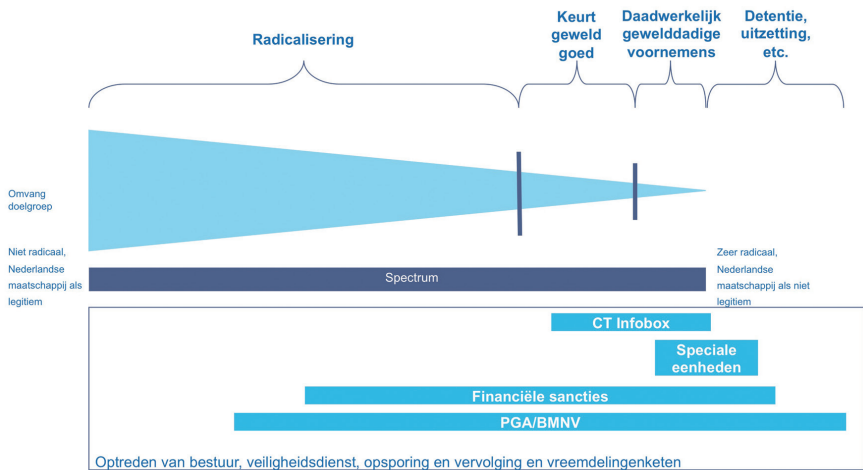 Radicalisering
Keurt
geweld
goed
Daadwerkelijk
gewelddadige
voornemens
Detentie,
uitzetting,
etc.
Omvang
doelgroep
Niet radicaal,
Nederlandse
maatschappij als
legitiem
Spectrum
Zeer radicaal,
Nederlandse
maatschappij als niet
legitiem
CT Infobox
Speciale
eenheden
Financiële sancties
PGA/BMNV
Optreden van bestuur, veiligheidsdienst, opsporing en vervolging en vreemdelingenketen